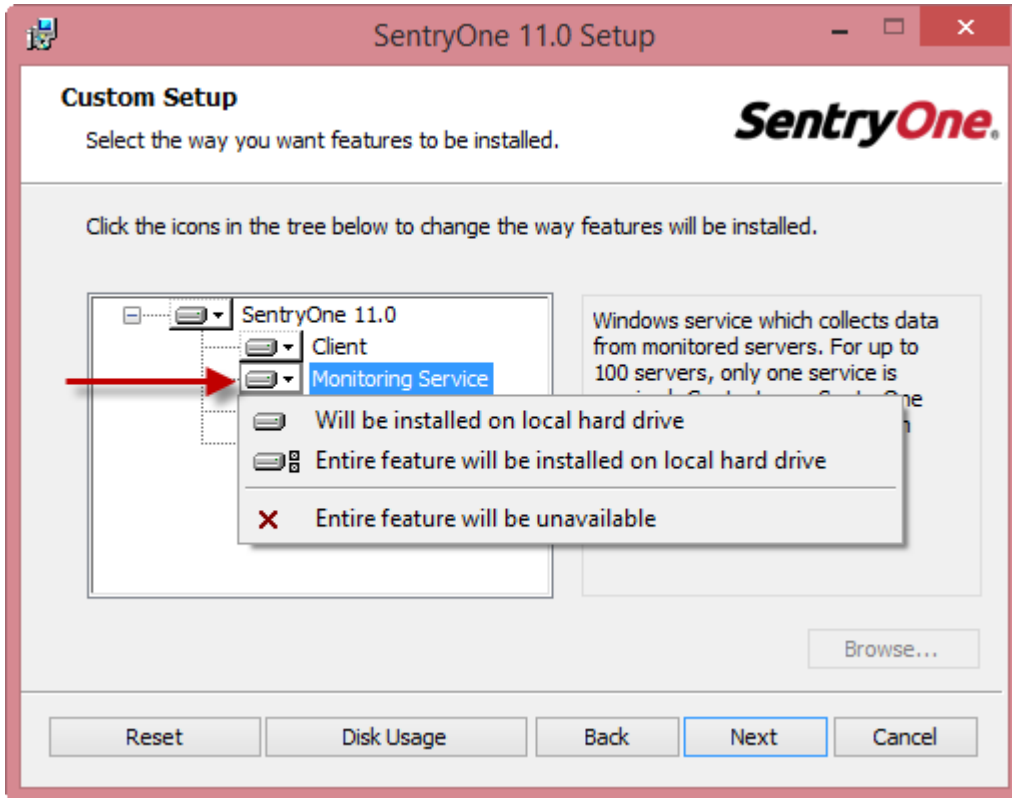 SentryOne 11.0 Setup
Custom Setup
Select the way you want features to be installed.
SentryOne.
Click the icons in the tree below to change the way features will be installed.
SentryOne 11.0
Client
Monitoring Service
Windows service which collects data
from monitored servers. For up to
100 servers, only one service is
Will be installed on local hard drive
Entire feature will be installed on local hard drive
Entire feature will be unavailable
Browse...
Reset
Disk Usage
Back
Next
Cancel